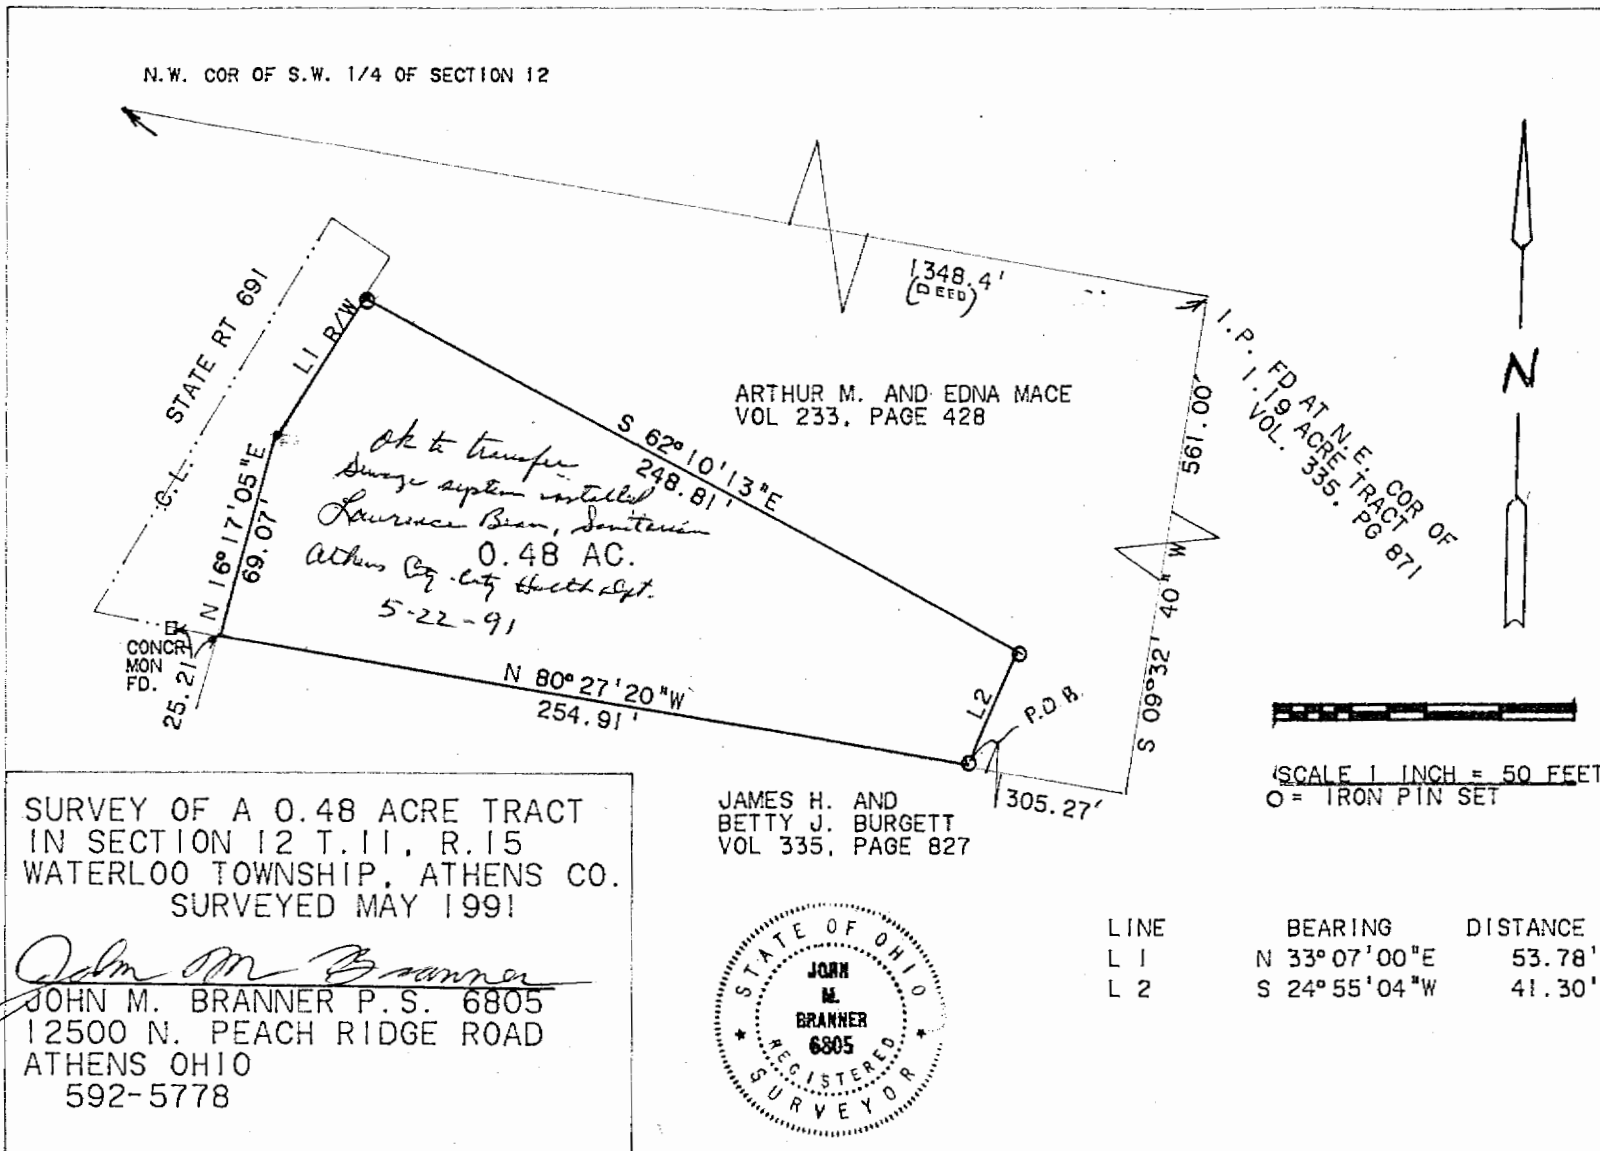 N.W. COR OF S.W. 1/4 OF SECTION 12
1348.4'
(DEED)
STATE RT 691
C.L.
L1 R/W
N 16°17'05"E
69.07'
S 62°10'13"E
248.81'
ARTHUR M. AND EDNA MACE
VOL 233, PAGE 428
I.P. FD AT N.E. COR OF
1.19 ACRE TRACT
VOL. 335, PG 871
561.00'
S 09°32'40"W
N
ok to transfer
Sewage system installed
Lawrence Bean, Sanitarian
0.48 AC.
Athens City Health Dept.
5-22-91
CONCR
MON
FD.
25.21'
N 80°27'20"W
254.91'
L2
P.O.B.
305.27'
SCALE 1 INCH = 50 FEET
O = IRON PIN SET
JAMES H. AND
BETTY J. BURGETT
VOL 335, PAGE 827
SURVEY OF A 0.48 ACRE TRACT
IN SECTION 12 T.11, R.15
WATERLOO TOWNSHIP, ATHENS CO.
SURVEYED MAY 1991
John M Branner
JOHN M. BRANNER P.S. 6805
12500 N. PEACH RIDGE ROAD
ATHENS OHIO
592-5778
STATE OF OHIO
JOHN
M.
BRANNER
6805
REGISTERED
SURVEYOR
LINE BEARING DISTANCE
L 1 N 33°07'00"E 53.78'
L 2 S 24°55'04"W 41.30'